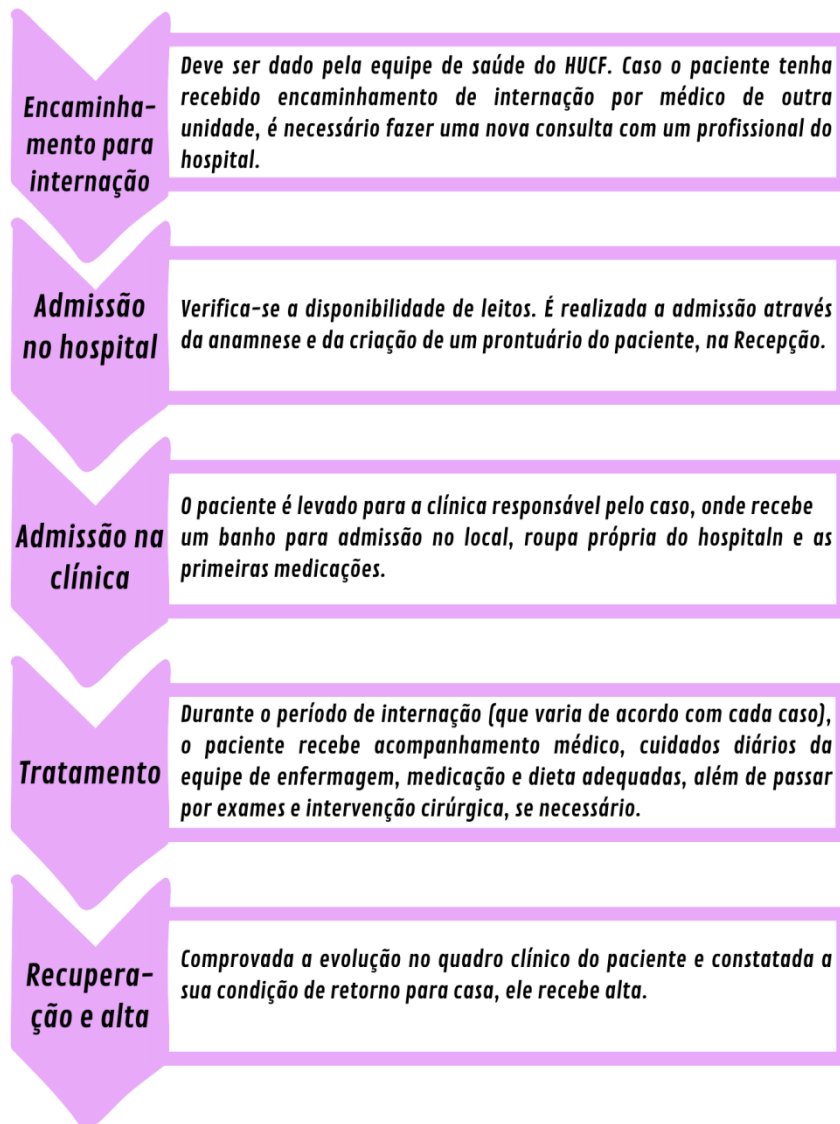 Encaminha-
mento para
internação
Deve ser dado pela equipe de saúde do HUCF. Caso o paciente tenha
recebido encaminhamento de internação por médico de outra
unidade, é necessário fazer uma nova consulta com um profissional do
hospital.
Admissão
no hospital
Verifica-se a disponibilidade de leitos. É realizada a admissão através
da anamnese e da criação de um prontuário do paciente, na Recepção.
Admissão na
clínica
O paciente é levado para a clínica responsável pelo caso, onde recebe
um banho para admissão no local, roupa própria do hospitaln e as
primeiras medicações.
Tratamento
Durante o período de internação (que varia de acordo com cada caso),
o paciente recebe acompanhamento médico, cuidados diários da
equipe de enfermagem, medicação e dieta adequadas, além de passar
por exames e intervenção cirúrgica, se necessário.
Recupera-
ção e alta
Comprovada a evolução no quadro clínico do paciente e constatada a
sua condição de retorno para casa, ele recebe alta.